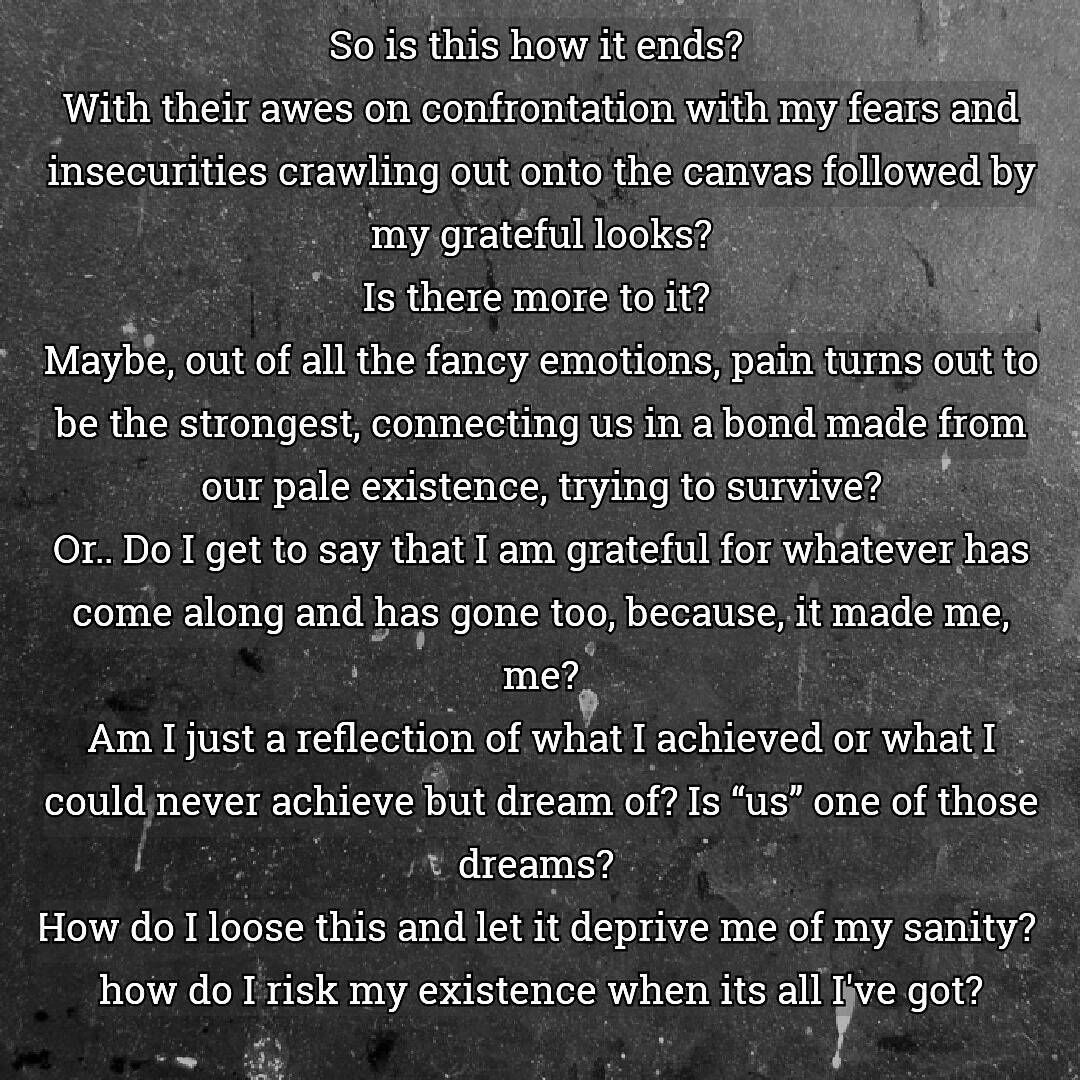 So is this how it ends?
With their awes on confrontation with my fears and
insecurities crawling out onto the canvas followed by
my grateful looks?
Is there more to it?
Maybe, out of all the fancy emotions, pain turns out to
be the strongest, connecting us in a bond made from
our pale existence, trying to survive?
Or.. Do I get to say that I am grateful for whatever has
come along and has gone too, because, it made me,
me?
Am I just a reflection of what I achieved or what I
could never achieve but dream of? Is “us” one of those
dreams?
How do I loose this and let it deprive me of my sanity?
how do I risk my existence when its all I've got?